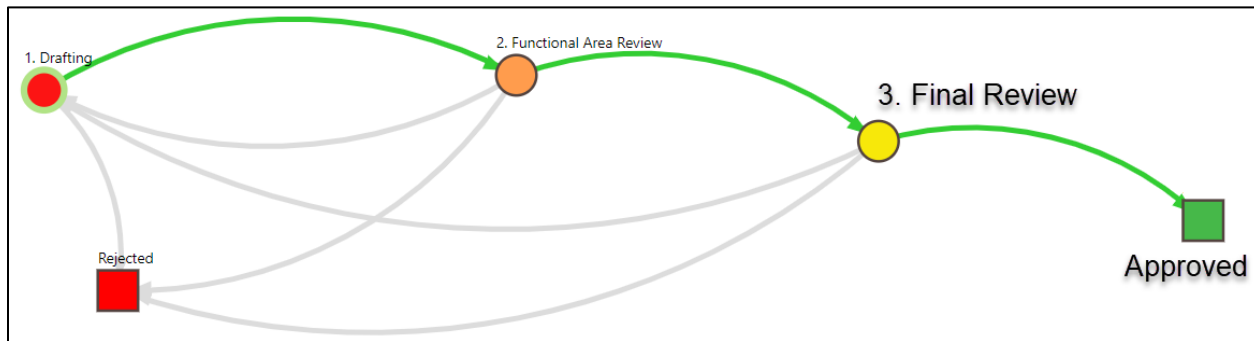 1. Drafting
2. Functional Area Review
3. Final Review
Rejected
Approved